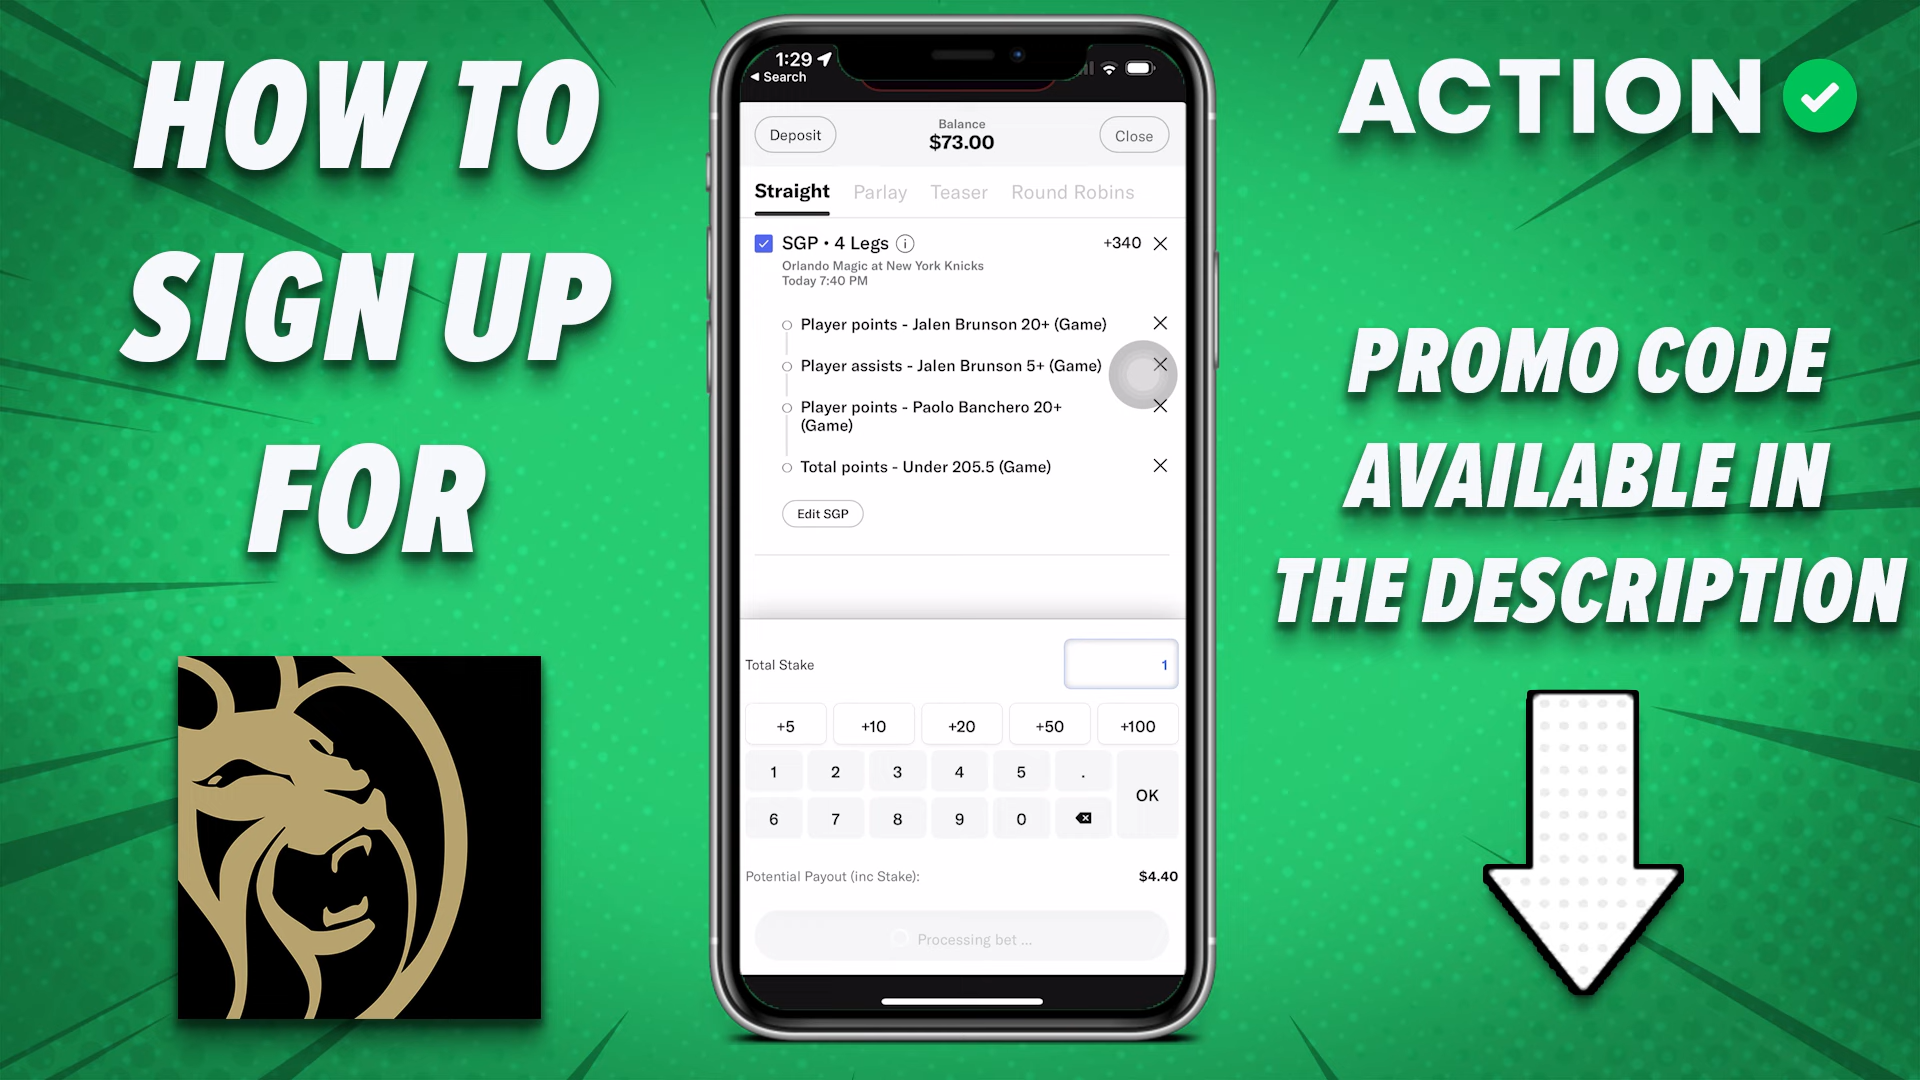 HOW TO
SIGN UP
FOR
1:29
Search
Deposit
Balance
$73.00
Close
Straight
Parlay
Teaser
Round Robins
SGP • 4 Legs
+340
Orlando Magic at New York Knicks
Today 7:40 PM
Player points - Jalen Brunson 20+ (Game)
Player assists - Jalen Brunson 5+ (Game)
Player points - Paolo Banchero 20+
(Game)
Total points - Under 205.5 (Game)
Edit SGP
Total Stake
1
+5
+10
+20
+50
+100
1
2
3
4
5
.
OK
6
7
8
9
0
Potential Payout (inc Stake):
$4.40
Processing bet ...
ACTION
PROMO CODE
AVAILABLE IN
THE DESCRIPTION